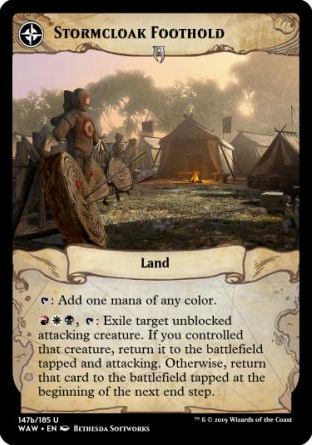 Stormcloak Foothold
Land
: Add one mana of any color.
, : Exile target unblocked
attacking creature. If you controlled
that creature, return it to the battlefield
tapped and attacking. Otherwise, return
that card to the battlefield tapped at the
beginning of the next end step.
147b/185 U
WAW • EN Bethesda Softworks
™ & © 2019 Wizards of the Coast